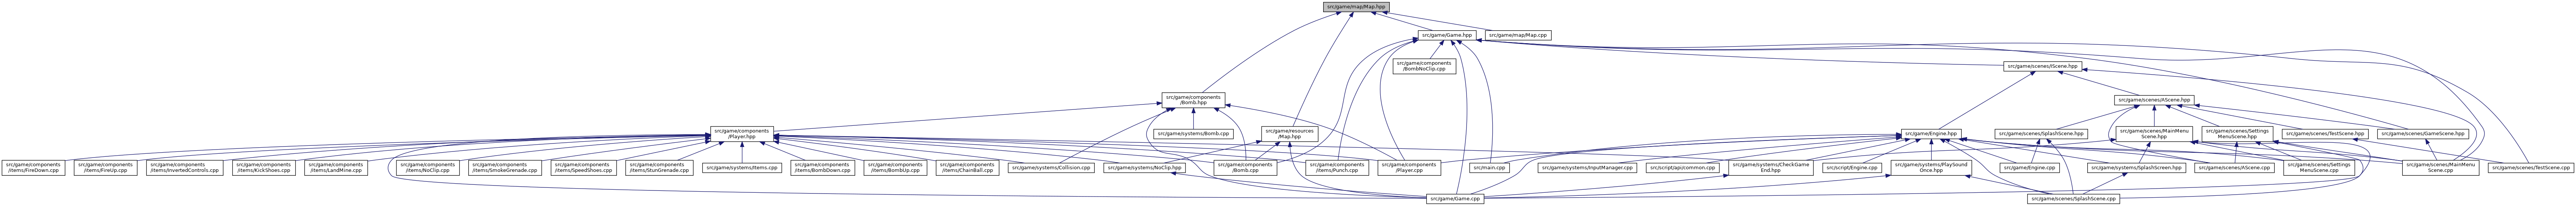 src/game/map/Map.hpp
src/game/Game.hpp
src/game/map/Map.cpp
src/game/components
/BombNoClip.cpp
src/game/scenes/IScene.hpp
src/game/components
/Bomb.hpp
src/game/scenes/AScene.hpp
src/game/components
/Player.hpp
src/game/systems/Bomb.cpp
src/game/resources
/Map.hpp
src/game/Engine.hpp
src/game/scenes/SplashScene.hpp
src/game/scenes/MainMenu
Scene.hpp
src/game/scenes/Settings
MenuScene.hpp
src/game/scenes/TestScene.hpp
src/game/scenes/GameScene.hpp
src/game/components
/items/FireDown.cpp
src/game/components
/items/FireUp.cpp
src/game/components
/items/InvertedControls.cpp
src/game/components
/items/KickShoes.cpp
src/game/components
/items/LandMine.cpp
src/game/components
/items/NoClip.cpp
src/game/components
/items/SmokeGrenade.cpp
src/game/components
/items/SpeedShoes.cpp
src/game/components
/items/StunGrenade.cpp
src/game/systems/Items.cpp
src/game/components
/items/BombDown.cpp
src/game/components
/items/BombUp.cpp
src/game/components
/items/ChainBall.cpp
src/game/systems/Collision.cpp
src/game/systems/NoClip.hpp
src/game/components
/Bomb.cpp
src/game/components
/items/Punch.cpp
src/game/components
/Player.cpp
src/main.cpp
src/game/systems/InputManager.cpp
src/script/api/common.cpp
src/game/systems/CheckGame
End.hpp
src/script/Engine.cpp
src/game/systems/PlaySound
Once.hpp
src/game/Engine.cpp
src/game/systems/SplashScreen.hpp
src/game/scenes/AScene.cpp
src/game/scenes/Settings
MenuScene.cpp
src/game/scenes/MainMenu
Scene.cpp
src/game/scenes/TestScene.cpp
src/game/Game.cpp
src/game/scenes/SplashScene.cpp